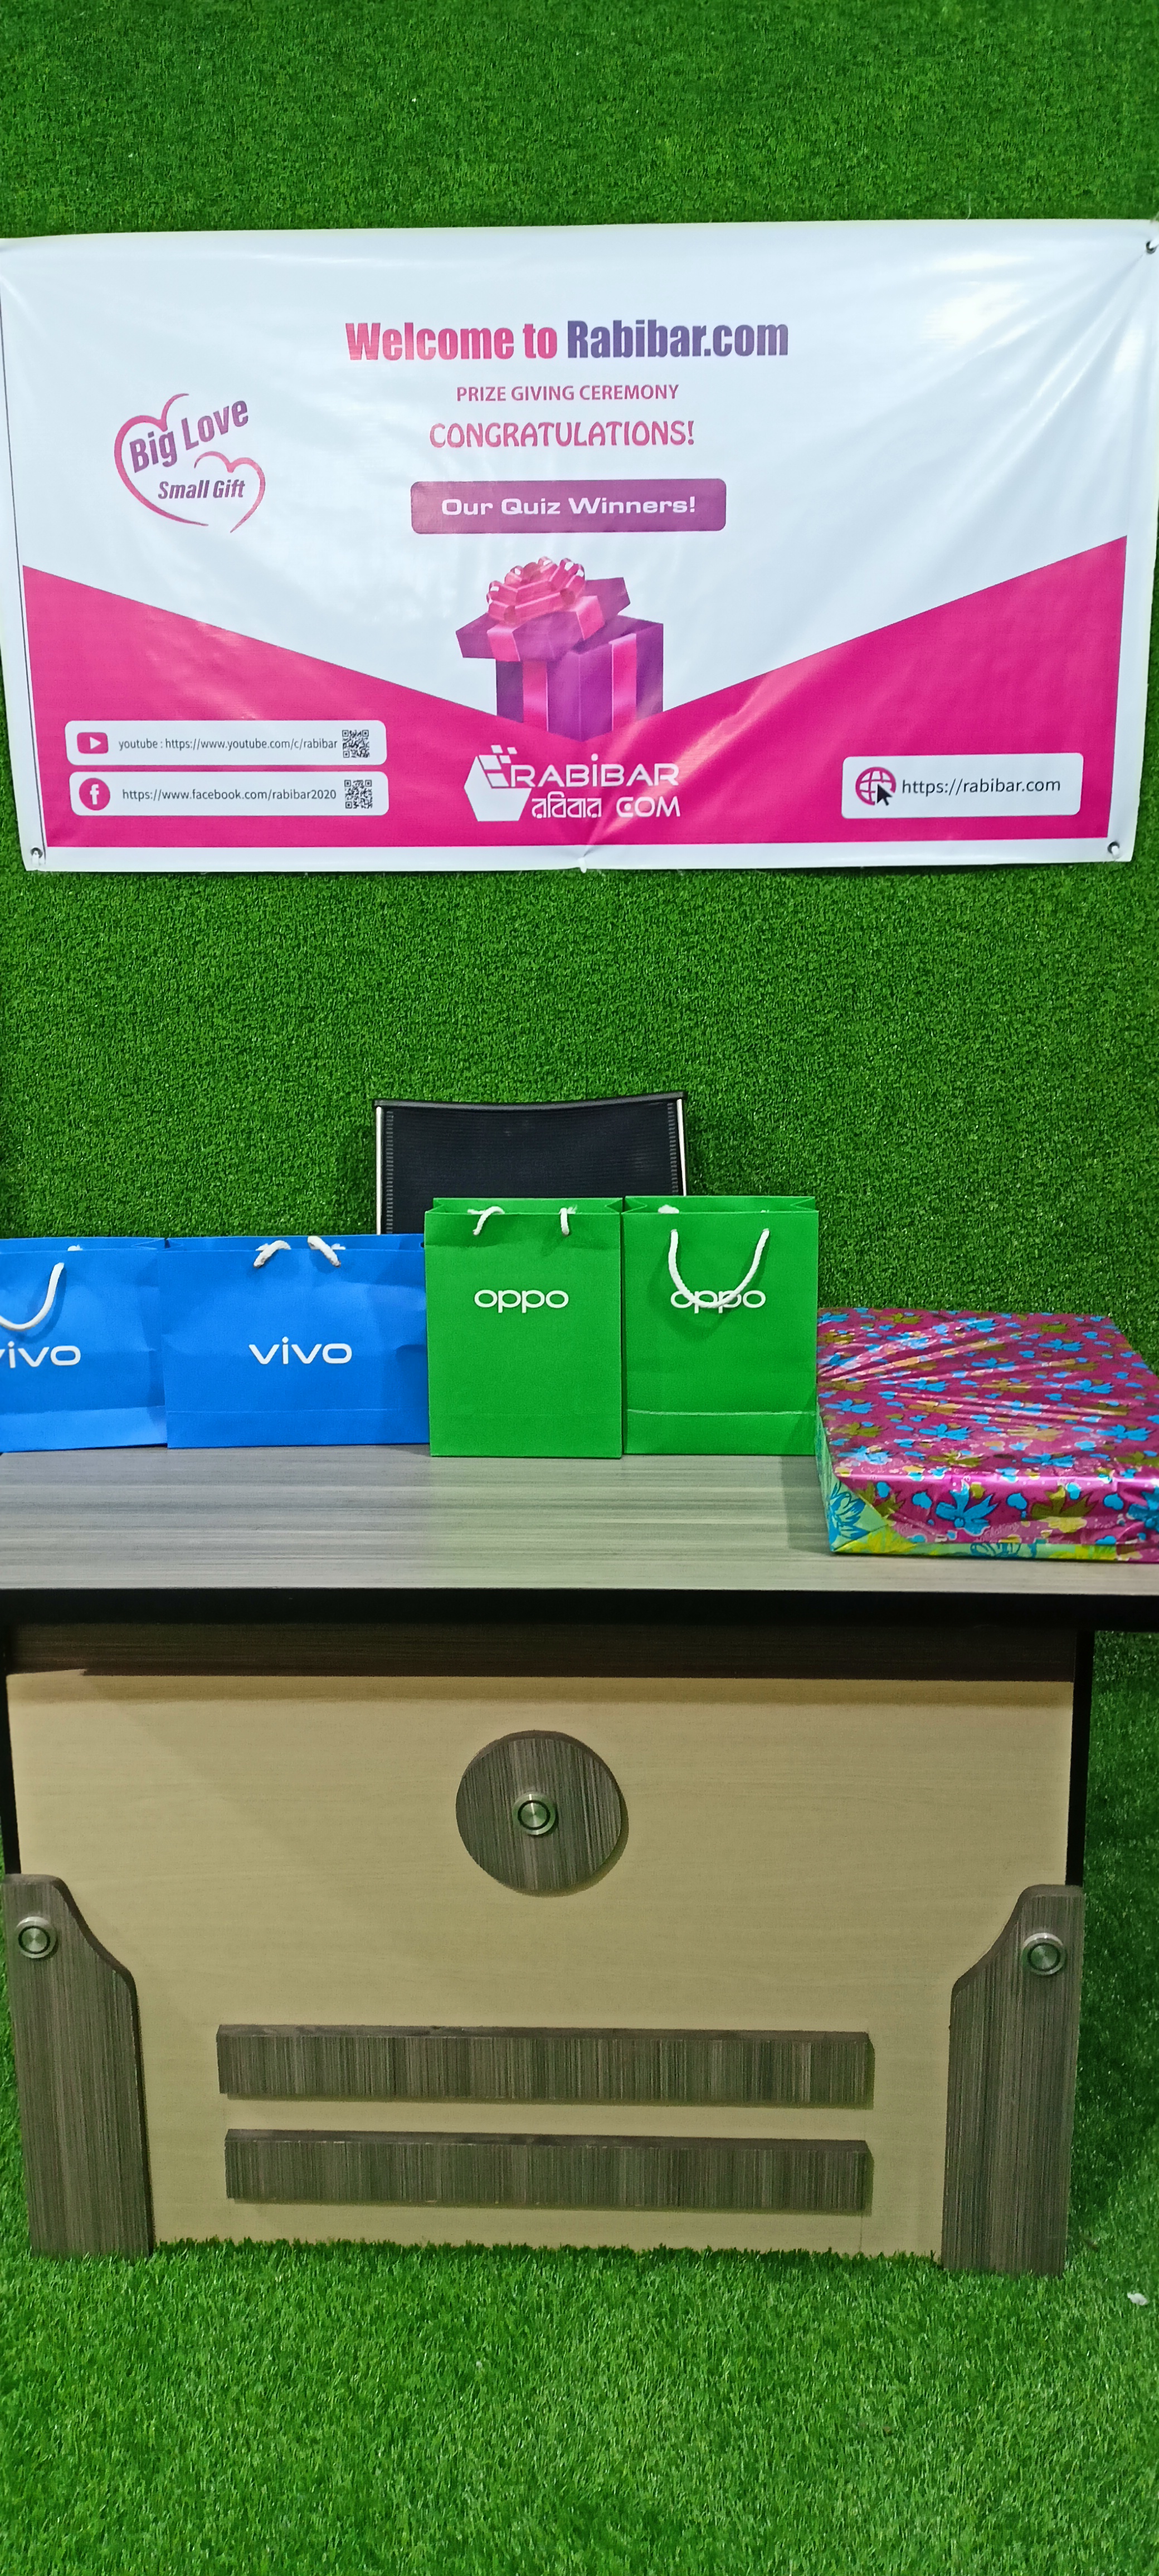 Welcome to Rabibar.com
PRIZE GIVING CEREMONY
CONGRATULATIONS!
Our Quiz Winners!
Big Love
Small Gift
youtube : https://www.youtube.com/c/rabibar
https://www.facebook.com/rabibar2020
RABiBAR
রবিবার COM
https://rabibar.com
vivo
vivo
oppo
oppo